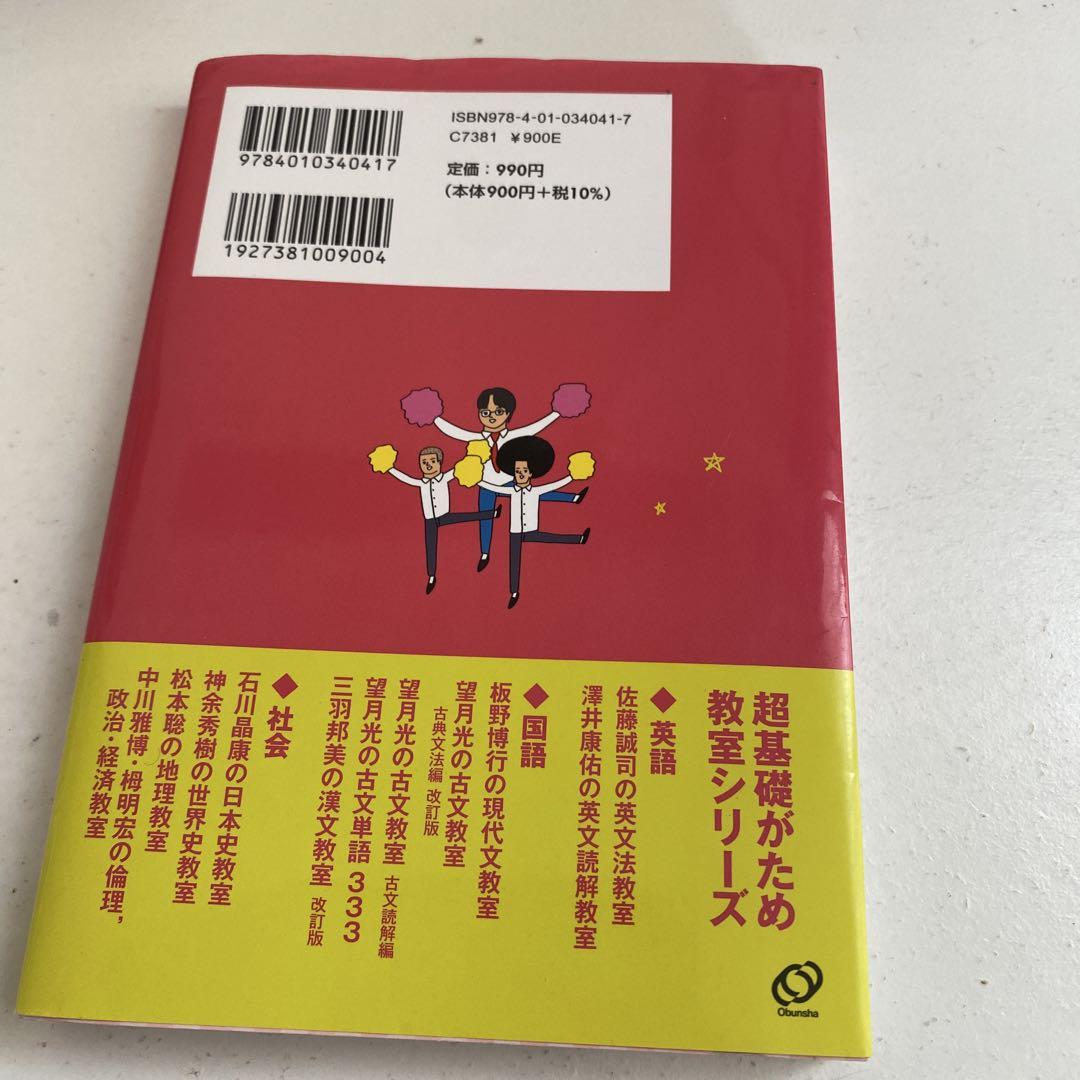 ISBN978-4-01-034041-7
C7381 ¥900E
9784010340417
定価：990円
（本体900円＋税10%）
1927381009004
超基礎がため
教室シリーズ
◆英語
佐藤誠司の英文法教室
澤井康佑の英文読解教室
◆国語
板野博行の現代文教室
望月光の古文教室
古典文法編 改訂版
望月光の古文教室 古文読解編
望月光の古文単語333
三羽邦美の漢文教室 改訂版
◆社会
石川晶康の日本史教室
神余秀樹の世界史教室
松本聡の地理教室
中川雅博・栂明宏の倫理，
政治・経済教室
Obunsha